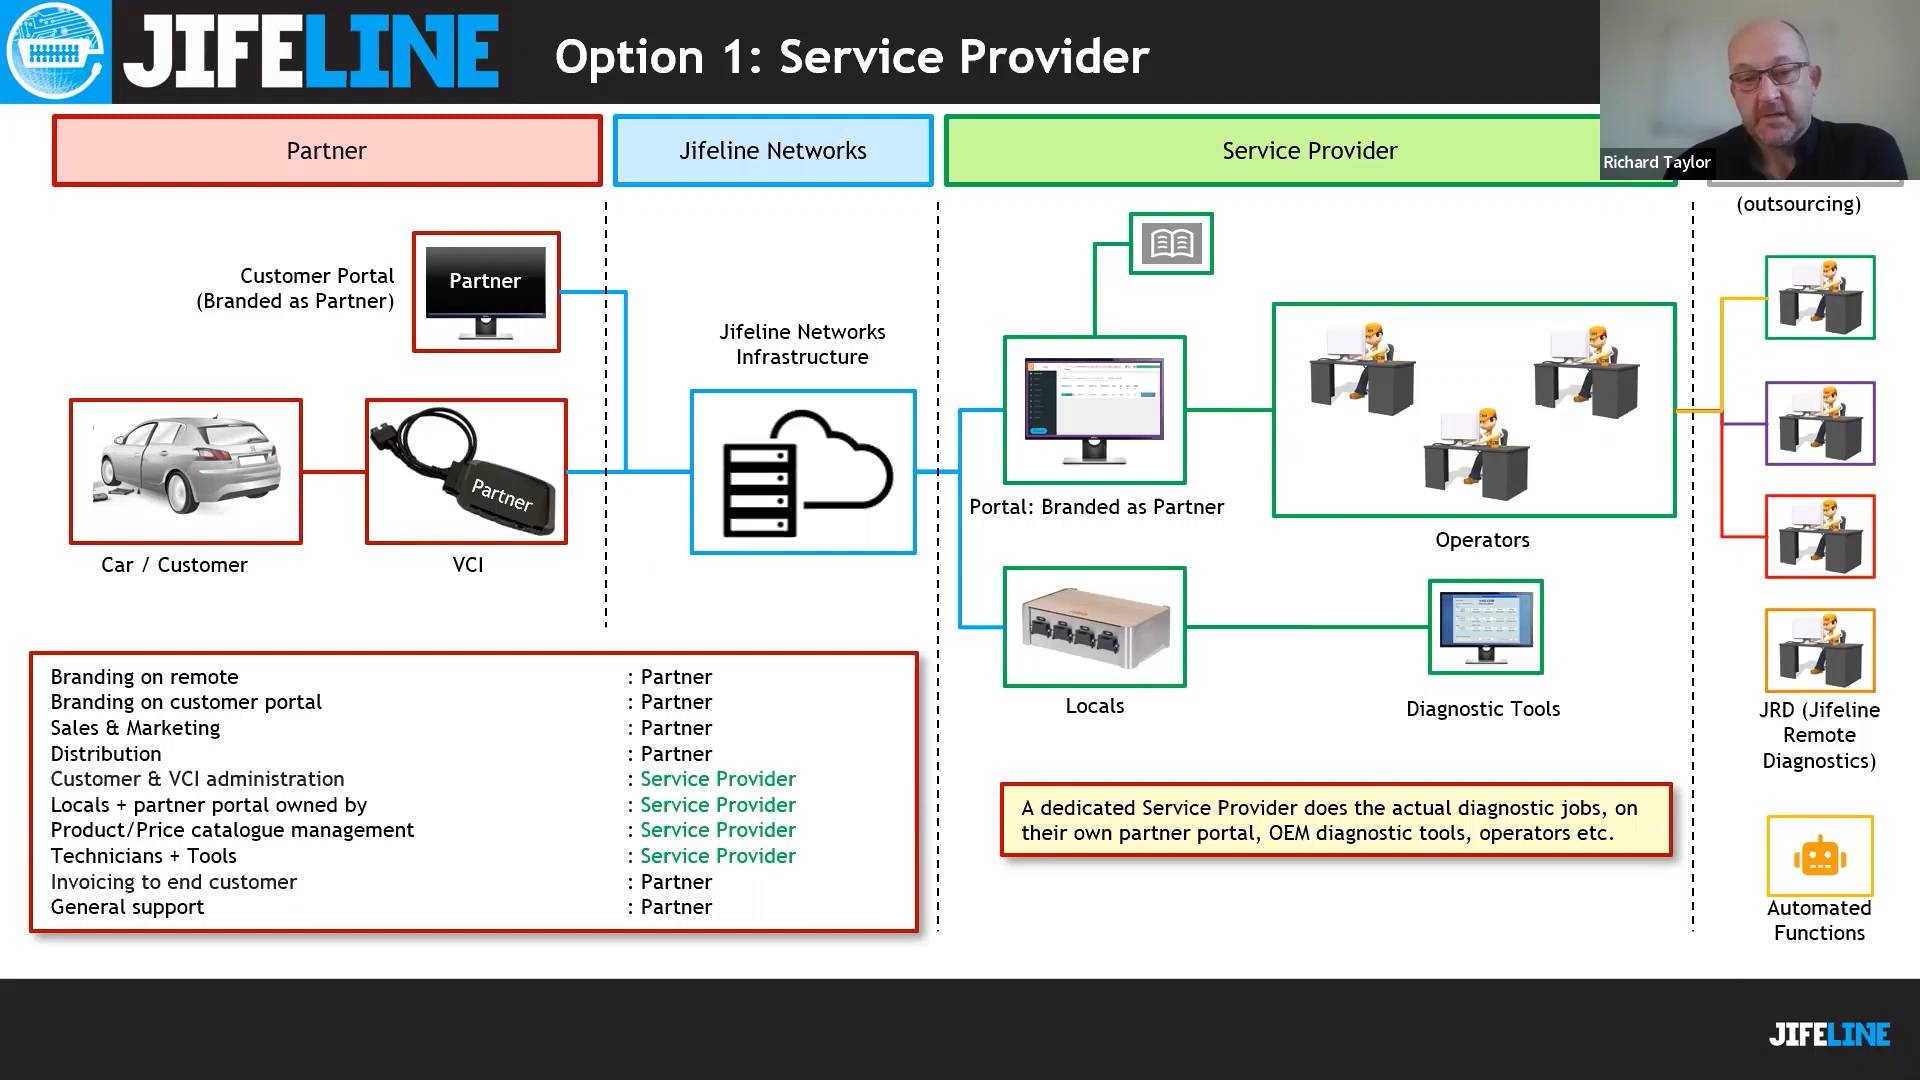 JIFELINE
Option 1: Service Provider
Richard Taylor
Partner
Jifeline Networks
Service Provider
(outsourcing)
Customer Portal
(Branded as Partner)
Partner
Jifeline Networks
Infrastructure
Partner
Car / Customer
VCI
Portal: Branded as Partner
Operators
Locals
Diagnostic Tools
JRD (Jifeline
Remote
Diagnostics)
Automated
Functions
Branding on remote : Partner
Branding on customer portal : Partner
Sales & Marketing : Partner
Distribution : Partner
Customer & VCI administration : Service Provider
Locals + partner portal owned by : Service Provider
Product/Price catalogue management : Service Provider
Technicians + Tools : Service Provider
Invoicing to end customer : Partner
General support : Partner
A dedicated Service Provider does the actual diagnostic jobs, on
their own partner portal, OEM diagnostic tools, operators etc.
JIFELINE